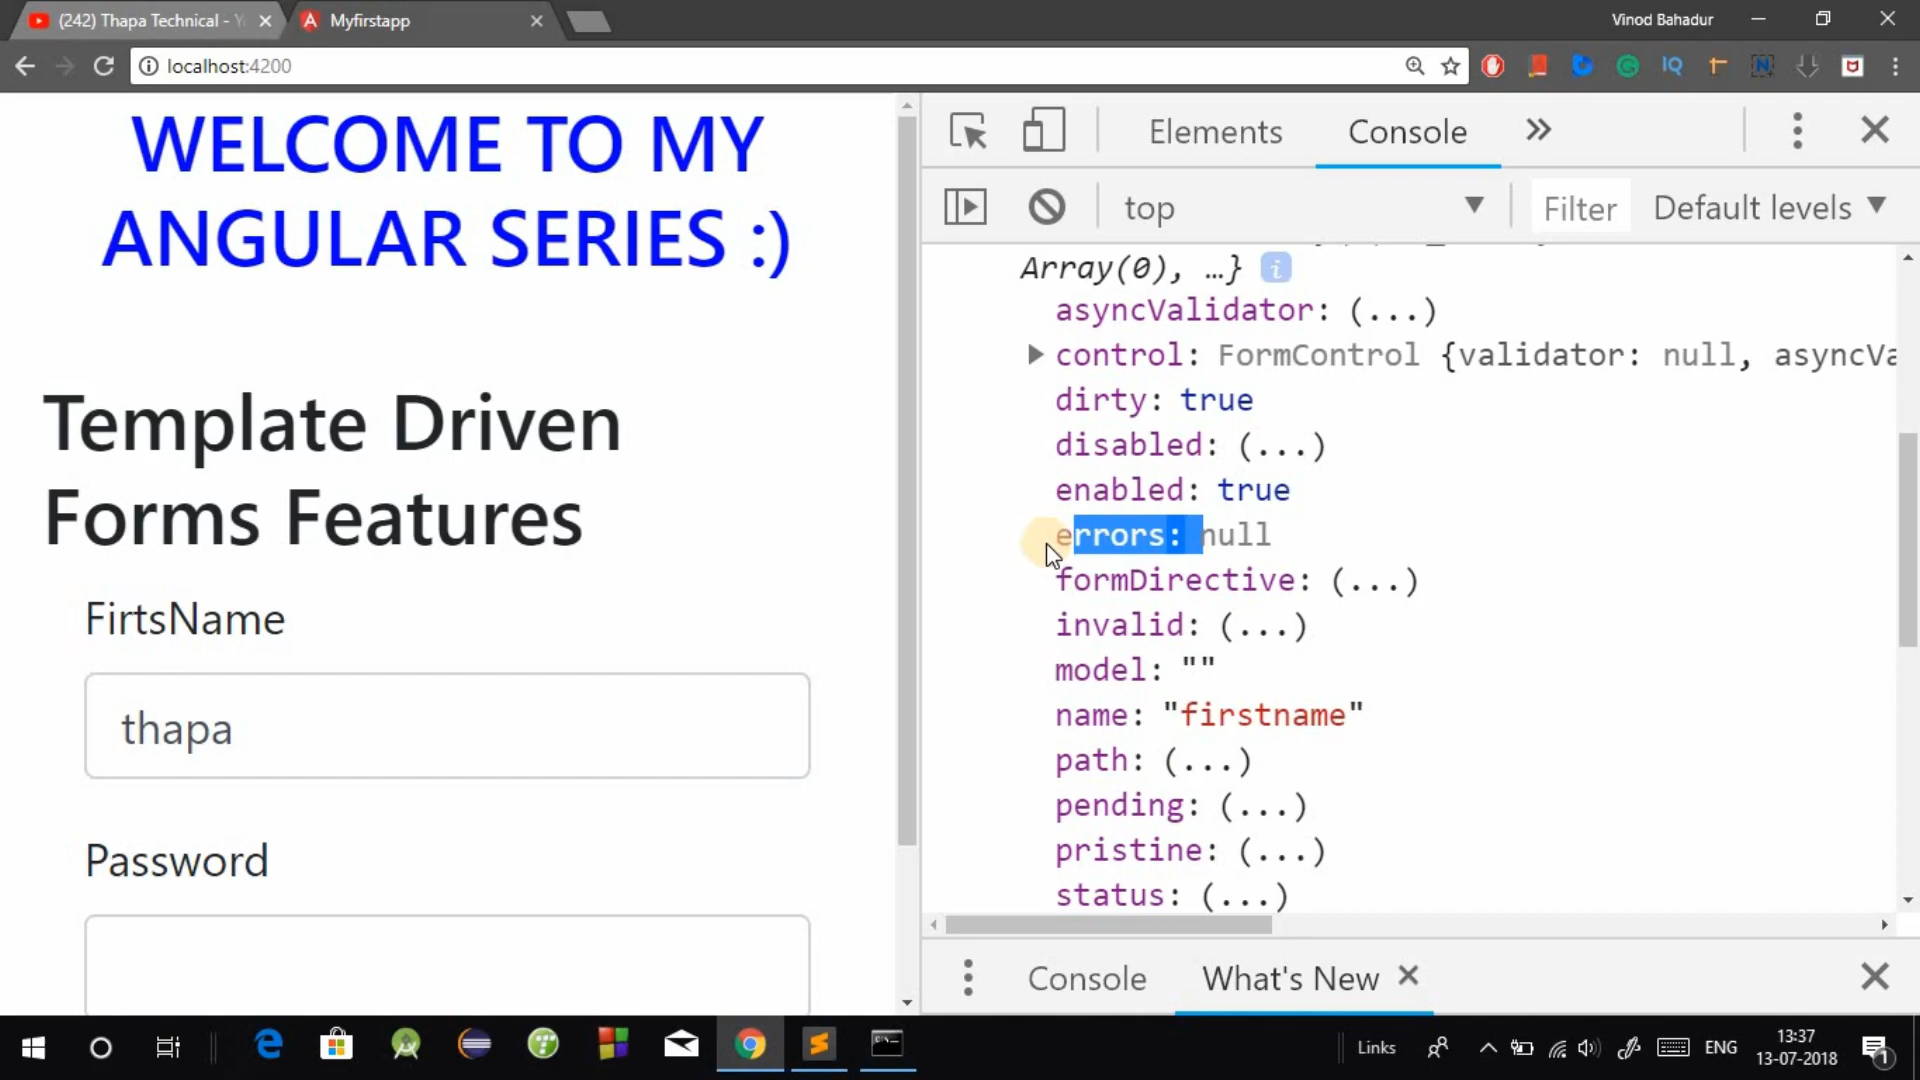 (242) Thapa Technical - Y
Myfirstapp
Vinod Bahadur
localhost:4200
WELCOME TO MY
ANGULAR SERIES :)
Template Driven
Forms Features
FirtsName
thapa
Password
Elements
Console
top
Filter
Default levels
Array(0), …}
asyncValidator: (...)
control: FormControl {validator: null, asyncVa
dirty: true
disabled: (...)
enabled: true
errors: null
formDirective: (...)
invalid: (...)
model: ""
name: "firstname"
path: (...)
pending: (...)
pristine: (...)
status: (...)
Console
What's New
Links
ENG
13:37
13-07-2018
1